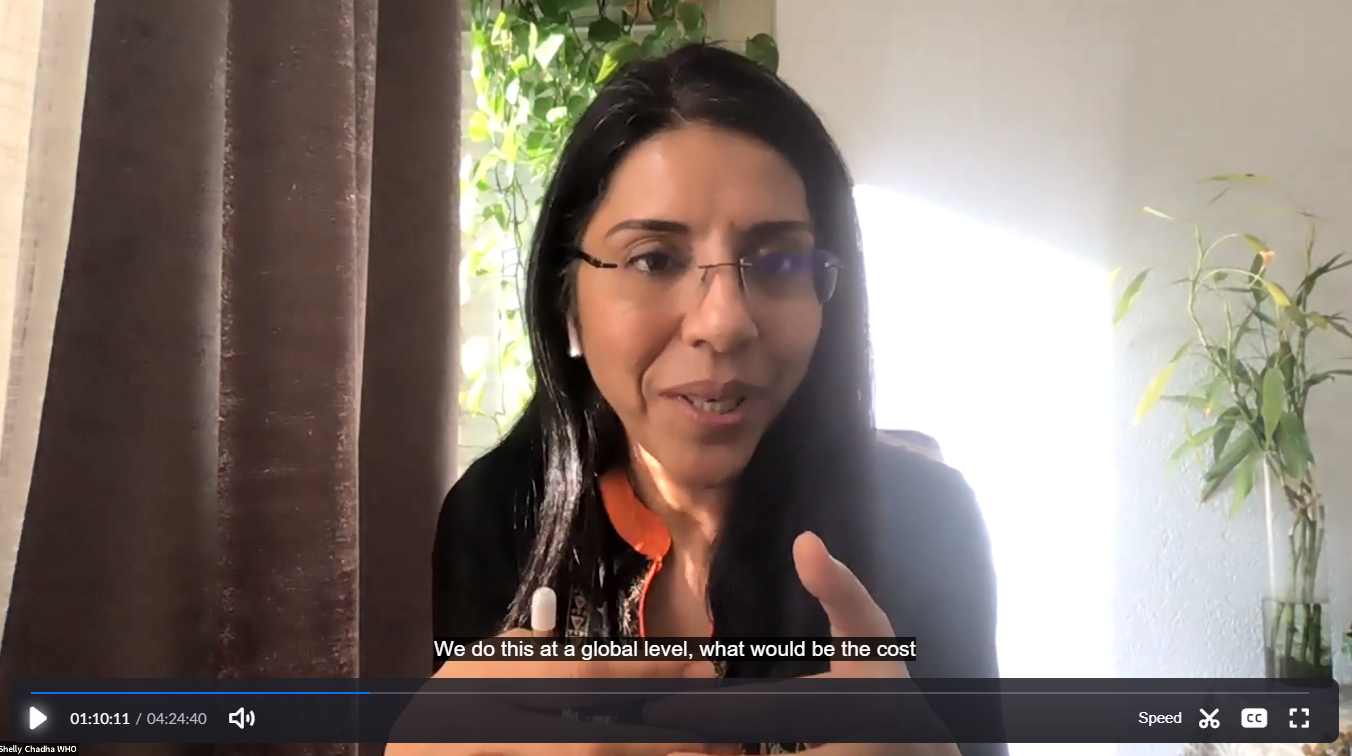 We do this at a global level, what would be the cost
01:10:11 / 04:24:40
Speed
CC
Shelly Chadha WHO